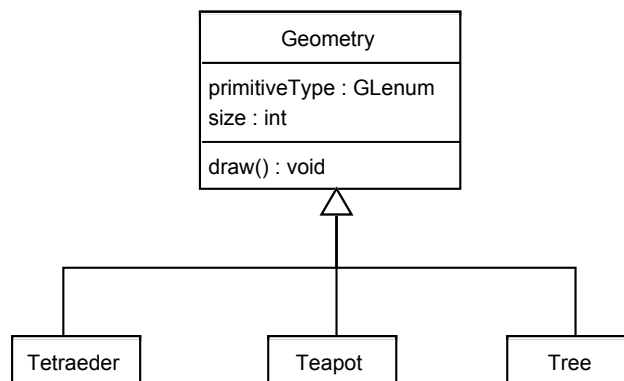 Geometry
primitiveType : GLenum
size : int
draw() : void
Tetraeder
Teapot
Tree